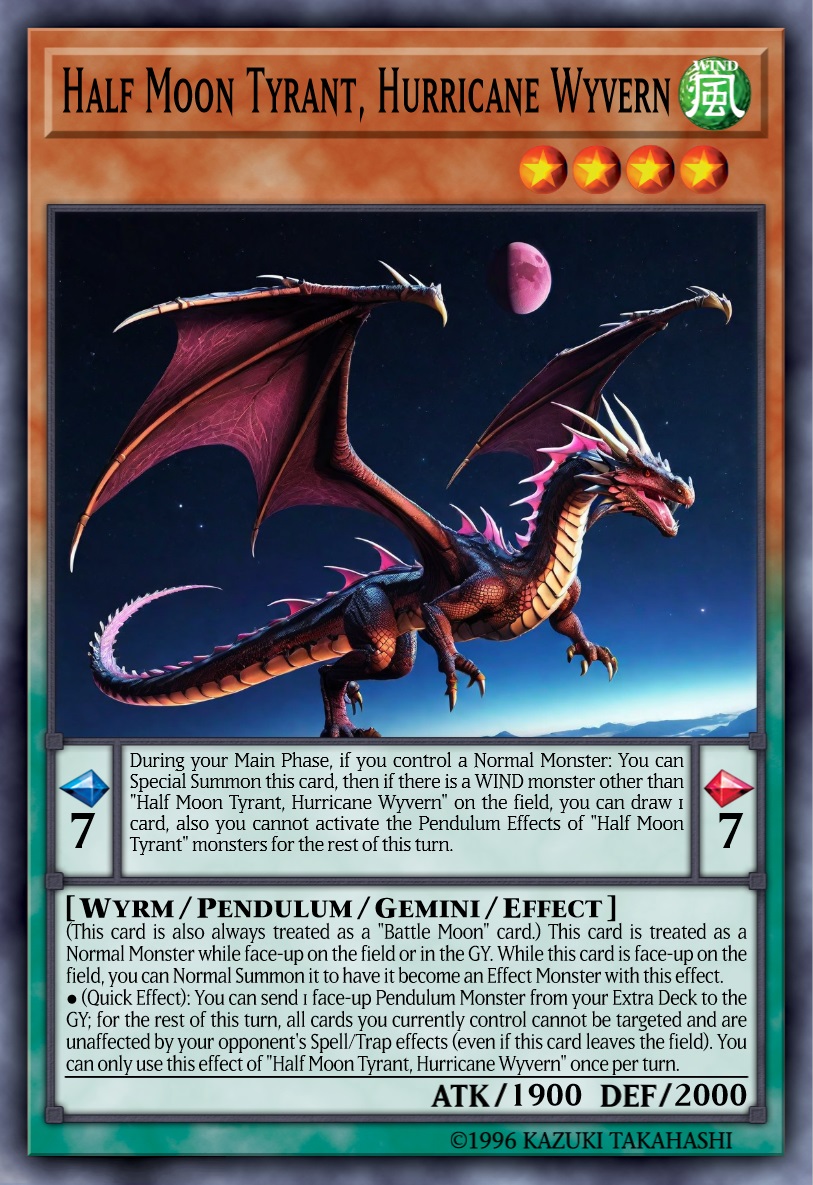 Half Moon Tyrant, Hurricane Wyvern
WIND
風
During your Main Phase, if you control a Normal Monster: You can
Special Summon this card, then if there is a WIND monster other than
"Half Moon Tyrant, Hurricane Wyvern" on the field, you can draw 1
card, also you cannot activate the Pendulum Effects of "Half Moon
Tyrant" monsters for the rest of this turn.
7
7
[ Wyrm / Pendulum / Gemini / Effect ]
(This card is also always treated as a "Battle Moon" card.) This card is treated as a
Normal Monster while face-up on the field or in the GY. While this card is face-up on the
field, you can Normal Summon it to have it become an Effect Monster with this effect.
● (Quick Effect): You can send 1 face-up Pendulum Monster from your Extra Deck to the
GY; for the rest of this turn, all cards you currently control cannot be targeted and are
unaffected by your opponent's Spell/Trap effects (even if this card leaves the field). You
can only use this effect of "Half Moon Tyrant, Hurricane Wyvern" once per turn.
ATK/1900 DEF/2000
©1996 KAZUKI TAKAHASHI